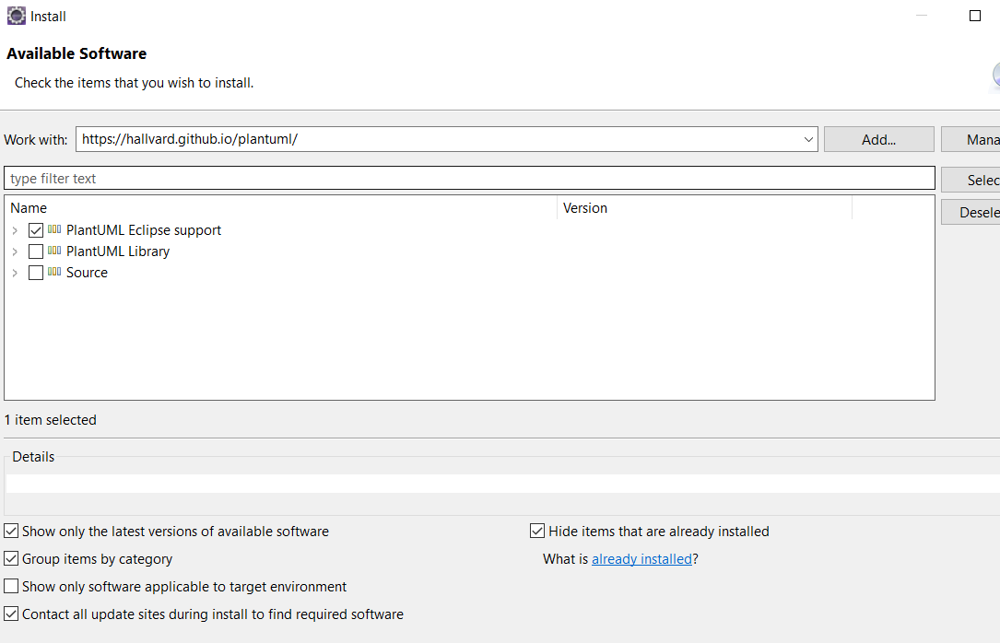 Install
Available Software
Check the items that you wish to install.
Work with: https://hallvard.github.io/plantuml/ Add... Mana
type filter text Selec
Name Version Desele
PlantUML Eclipse support
PlantUML Library
Source
1 item selected
Details
Show only the latest versions of available software Hide items that are already installed
Group items by category What is already installed?
Show only software applicable to target environment
Contact all update sites during install to find required software